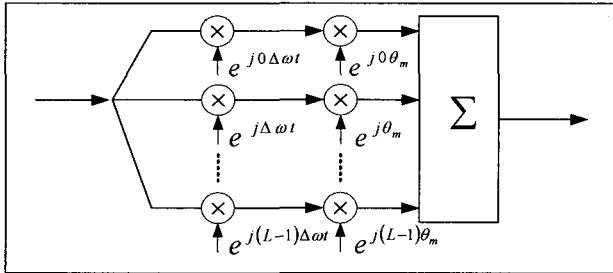 × ×
e^{j0Δωt} e^{j0θ_m}
× ×
Σ
e^{jΔωt} e^{jθ_m}
× ×
e^{j(L-1)Δωt} e^{j(L-1)θ_m}